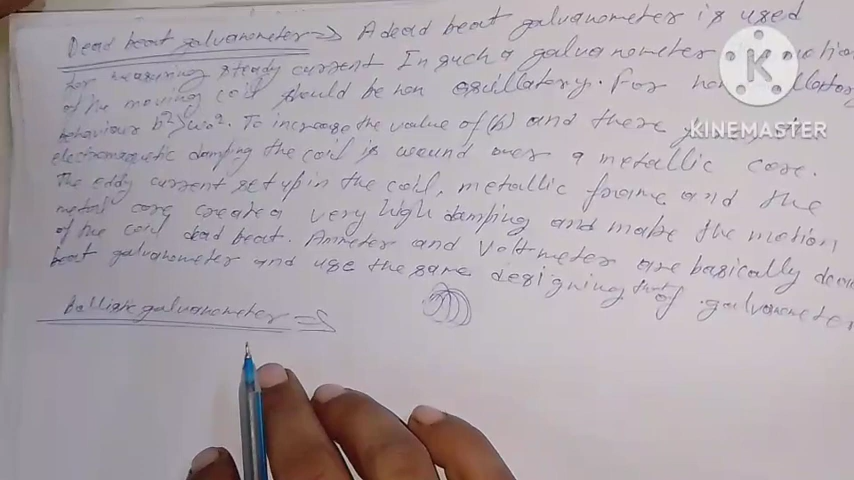 Dead beat galvanometer => A dead beat galvanometer is used
for measuring steady current In such a galvanometer motion
of the moving coil should be non oscillatory. For non oscillatory
behaviour b²>wo². To increase the value of (b) and there
electromagnetic damping the coil is wound over a metallic core.
The eddy current setup in the coil, metallic frame and the
metal core create a very high damping and make the motion
of the coil dead beat. Ammeter and Voltmeter are basically dead
beat galvanometer and use the same designing that of galvanometer
Ballistic galvanometer =>
K
KINEMASTER